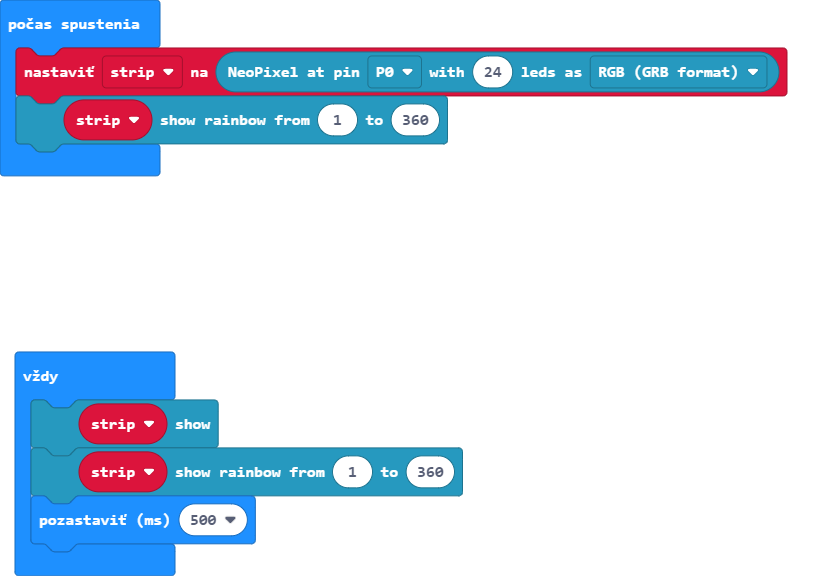 počas spustenia
nastaviť strip na NeoPixel at pin P0 with 24 leds as RGB (GRB format)
strip show rainbow from 1 to 360
vždy
strip show
strip show rainbow from 1 to 360
pozastaviť (ms) 500